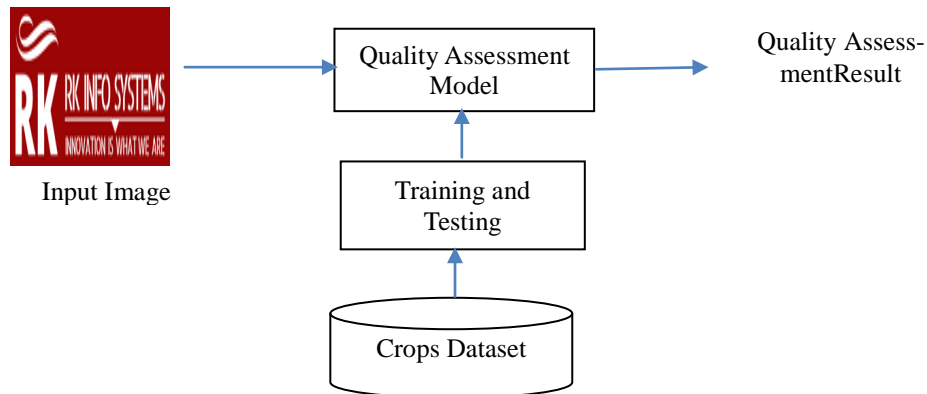 RK
RK INFO SYSTEMS
INNOVATION IS WHAT WE ARE
Input Image
Quality Assessment
Model
Quality Assess-
mentResult
Training and
Testing
Crops Dataset